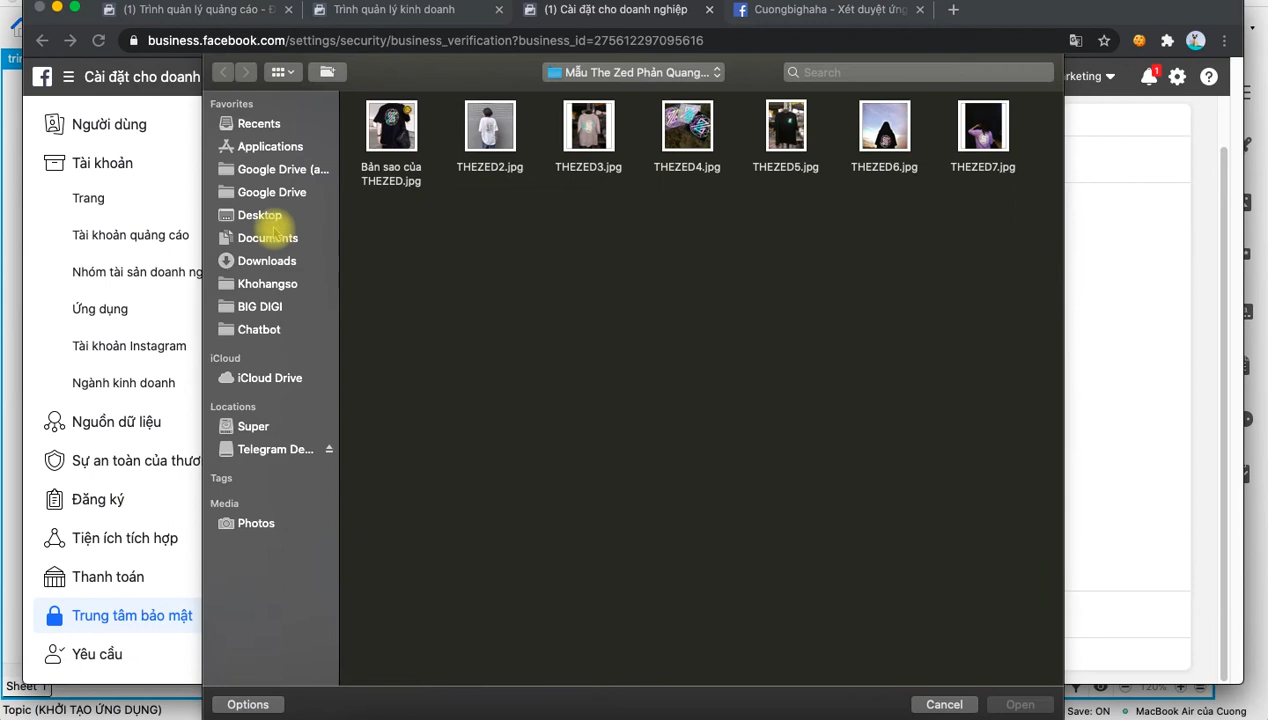 (1) Trình quản lý quảng cáo - Đ
Trình quản lý kinh doanh
(1) Cài đặt cho doanh nghiệp
Cuongbighaha - Xét duyệt ứng
business.facebook.com/settings/security/business_verification?business_id=275612297095616
Cài đặt cho doanh
Mẫu The Zed Phản Quang...
Search
1
Người dùng
Tài khoản
Trang
Tài khoản quảng cáo
Nhóm tài sản doanh ng
Ứng dụng
Tài khoản Instagram
Ngành kinh doanh
Nguồn dữ liệu
Sự an toàn của thươ
Đăng ký
Tiện ích tích hợp
Thanh toán
Trung tâm bảo mật
Yêu cầu
Favorites
Recents
Applications
Google Drive (a...
Google Drive
Desktop
Documents
Downloads
Khohangso
BIG DIGI
Chatbot
iCloud
iCloud Drive
Locations
Super
Telegram De...
Tags
Media
Photos
Bản sao của
THEZED.jpg
THEZED2.jpg
THEZED3.jpg
THEZED4.jpg
THEZED5.jpg
THEZED6.jpg
THEZED7.jpg
Options
Cancel
Open
Sheet 1
120%
Topic (KHỞI TẠO ỨNG DỤNG)
Save: ON
MacBook Air của Cuong